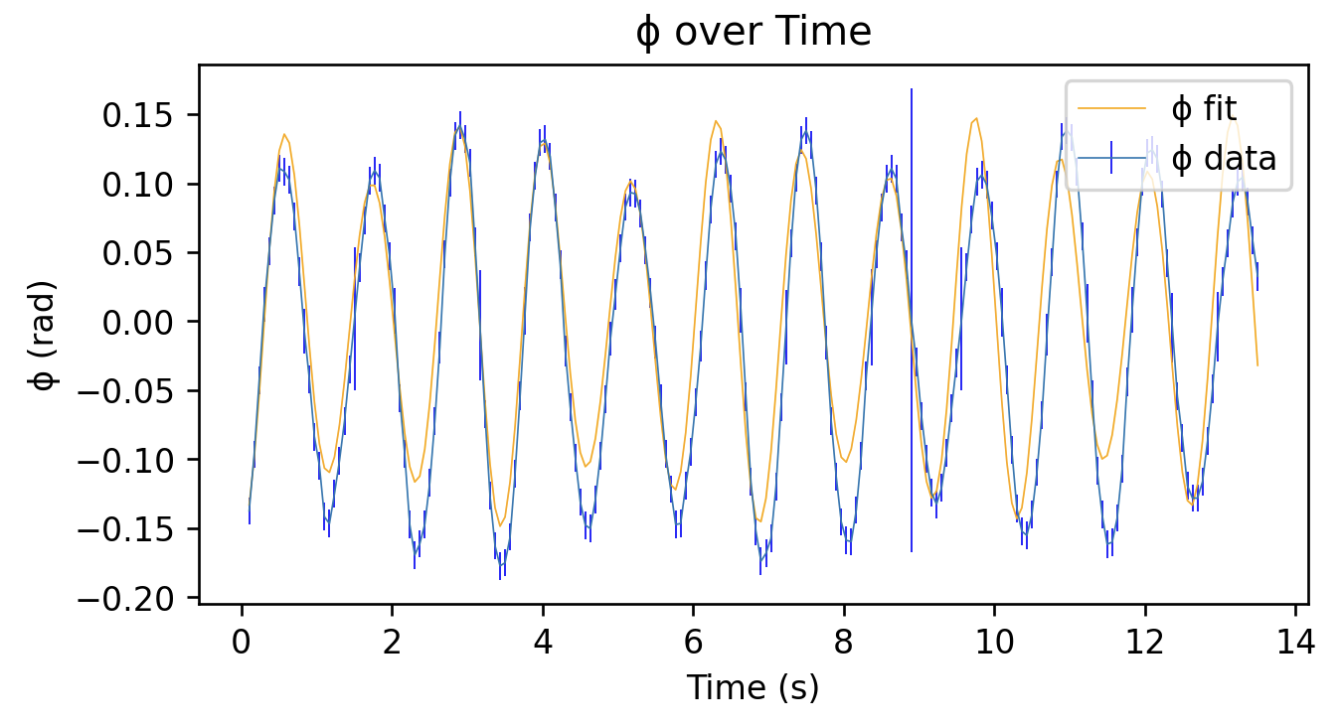 ϕ over Time
ϕ fit
ϕ data
ϕ (rad)
0.15
0.10
0.05
0.00
−0.05
−0.10
−0.15
−0.20
0 2 4 6 8 10 12 14
Time (s)